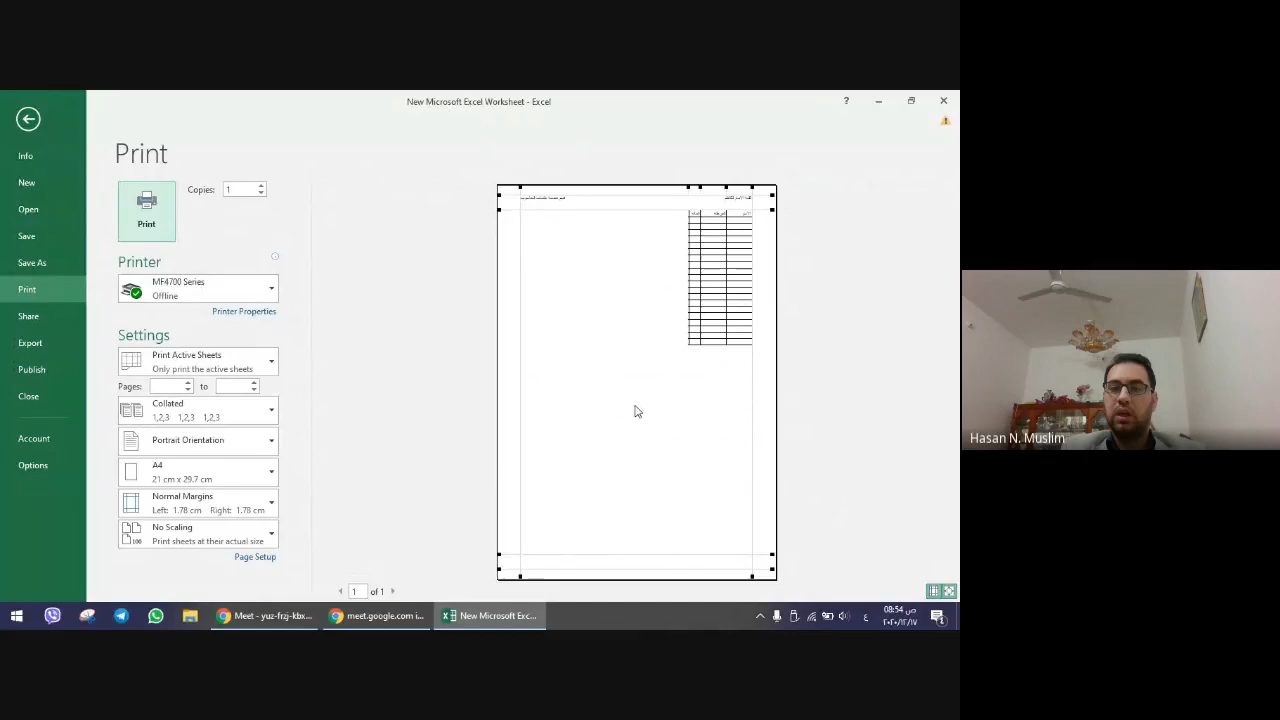 New Microsoft Excel Worksheet - Excel
?
Info
New
Open
Save
Save As
Print
Share
Export
Publish
Close
Account
Options
Print
Print
Copies: 1
Printer
MF4700 Series
Offline
Printer Properties
Settings
Print Active Sheets
Only print the active sheets
Pages: to
Collated
1,2,3 1,2,3 1,2,3
Portrait Orientation
A4
21 cm x 29.7 cm
Normal Margins
Left: 1.78 cm Right: 1.78 cm
No Scaling
100
Print sheets at their actual size
Page Setup
1 of 1
Hasan N. Muslim
Meet - yuz-frzj-kbx...
meet.google.com i...
New Microsoft Exc...
ع
08:54 ص
٢٠٢٠/١٢/١٧